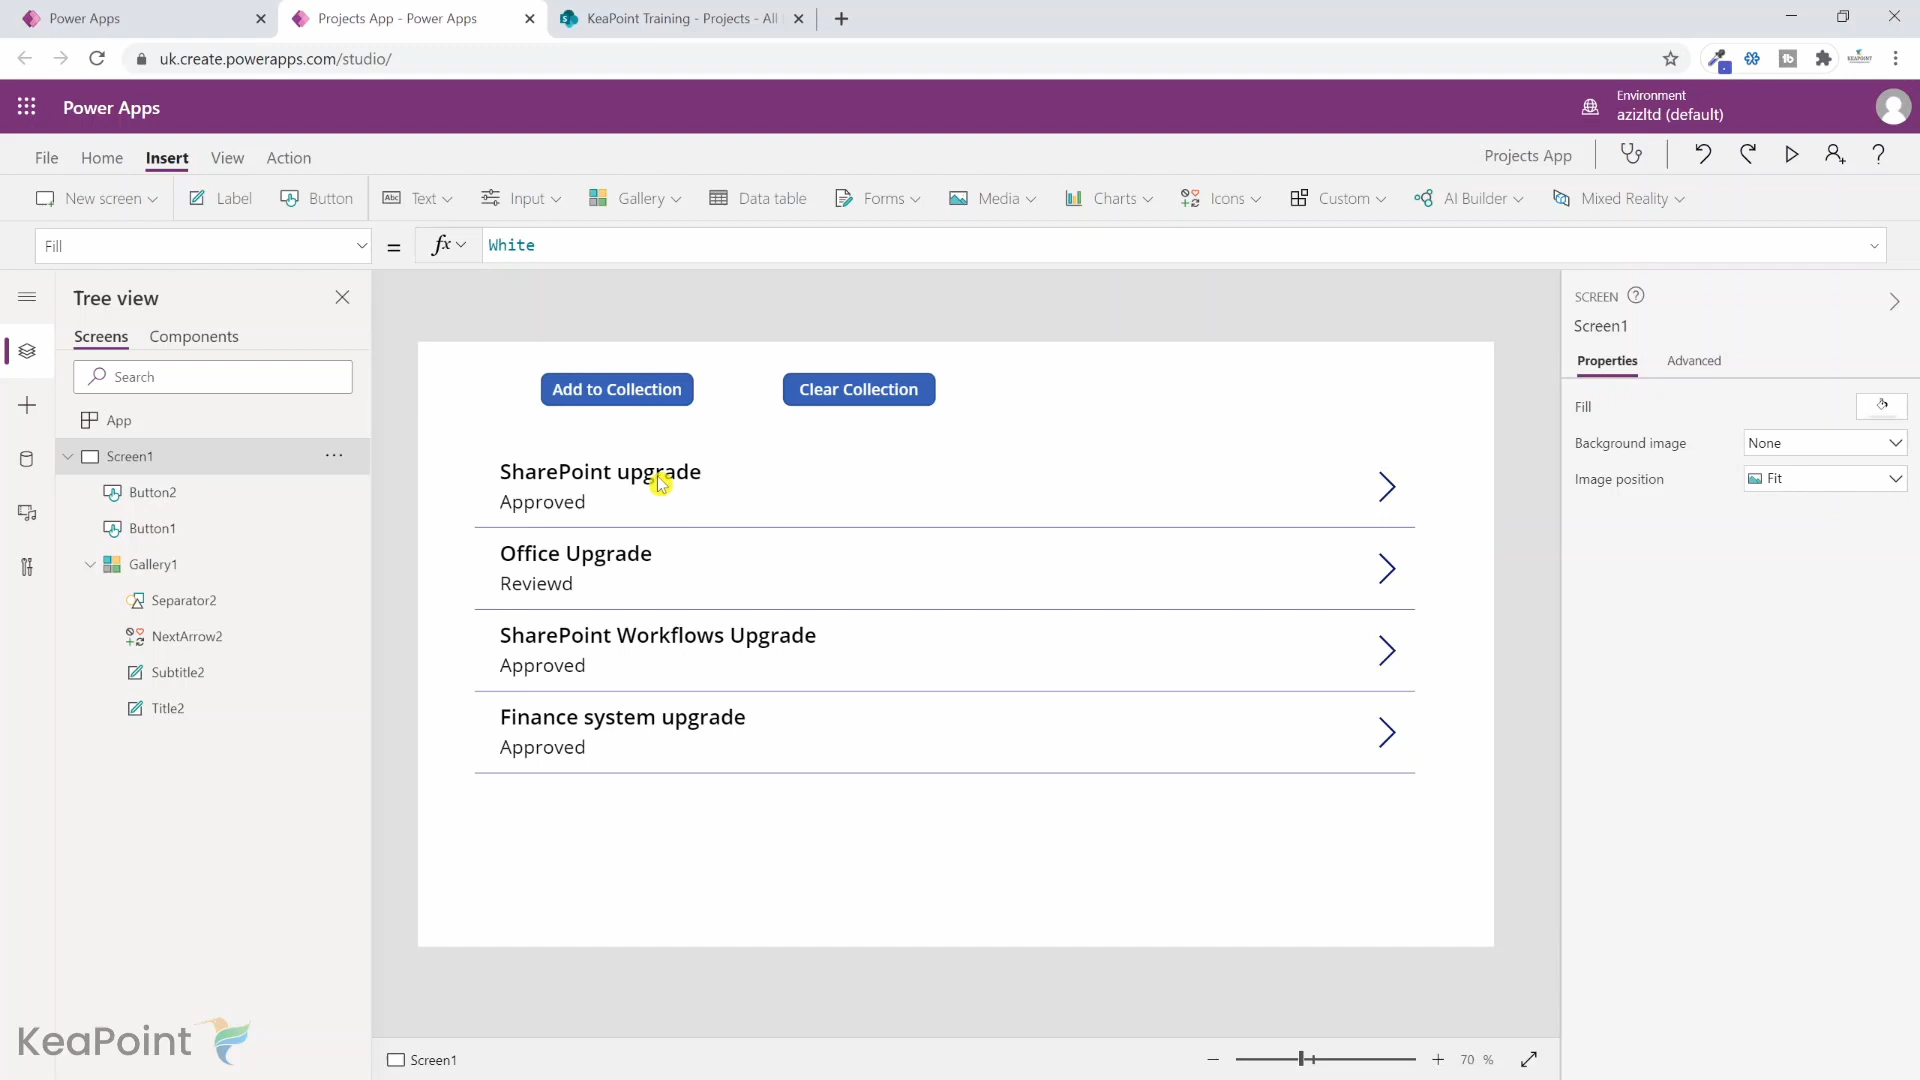 Power Apps
Projects App - Power Apps
KeaPoint Training - Projects - All
uk.create.powerapps.com/studio/
Power Apps
Environment
azizltd (default)
File Home Insert View Action
Projects App
New screen Label Button Text Input Gallery Data table Forms Media Charts Icons Custom AI Builder Mixed Reality
Fill
= fx White
Tree view
Screens Components
Search
App
Screen1
Button2
Button1
Gallery1
Separator2
NextArrow2
Subtitle2
Title2
Add to Collection
Clear Collection
SharePoint upgrade
Approved
Office Upgrade
Reviewd
SharePoint Workflows Upgrade
Approved
Finance system upgrade
Approved
SCREEN
Screen1
Properties Advanced
Fill
Background image None
Image position Fit
KeaPoint
Screen1
70 %